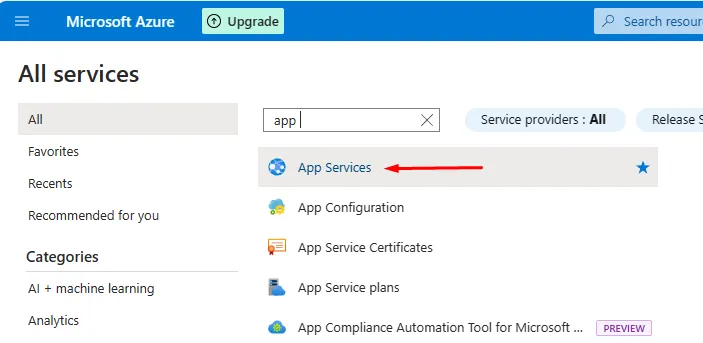 Microsoft Azure
Upgrade
Search resou
All services
All
app
Service providers : All
Release S
Favorites
App Services
Recents
App Configuration
Recommended for you
App Service Certificates
Categories
App Service plans
AI + machine learning
Analytics
App Compliance Automation Tool for Microsoft ...
PREVIEW